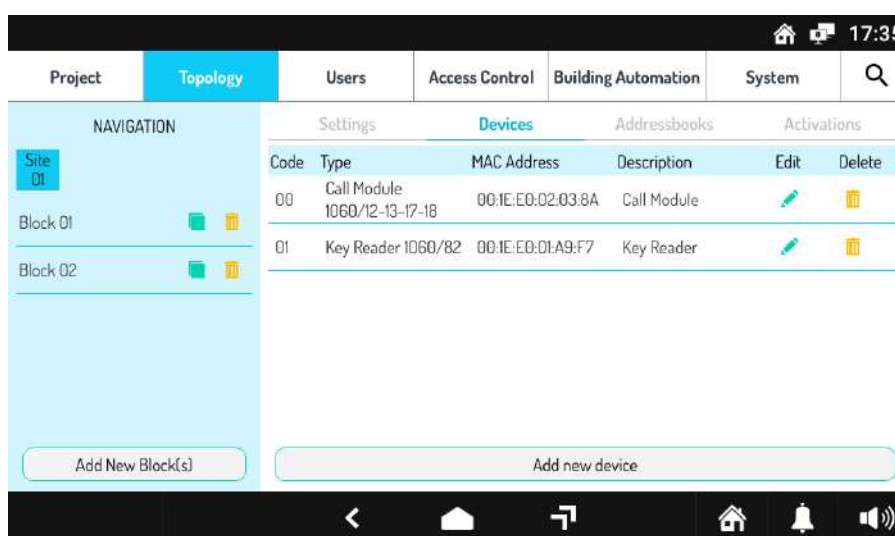 17:35
Project Topology Users Access Control Building Automation System
NAVIGATION
Settings Devices Addressbooks Activations
Site
01
Code Type MAC Address Description Edit Delete
00 Call Module
1060/12-13-17-18 00:1E:E0:02:03:8A Call Module
Block 01
01 Key Reader 1060/82 00:1E:E0:01:A9:F7 Key Reader
Block 02
Add New Block(s)
Add new device